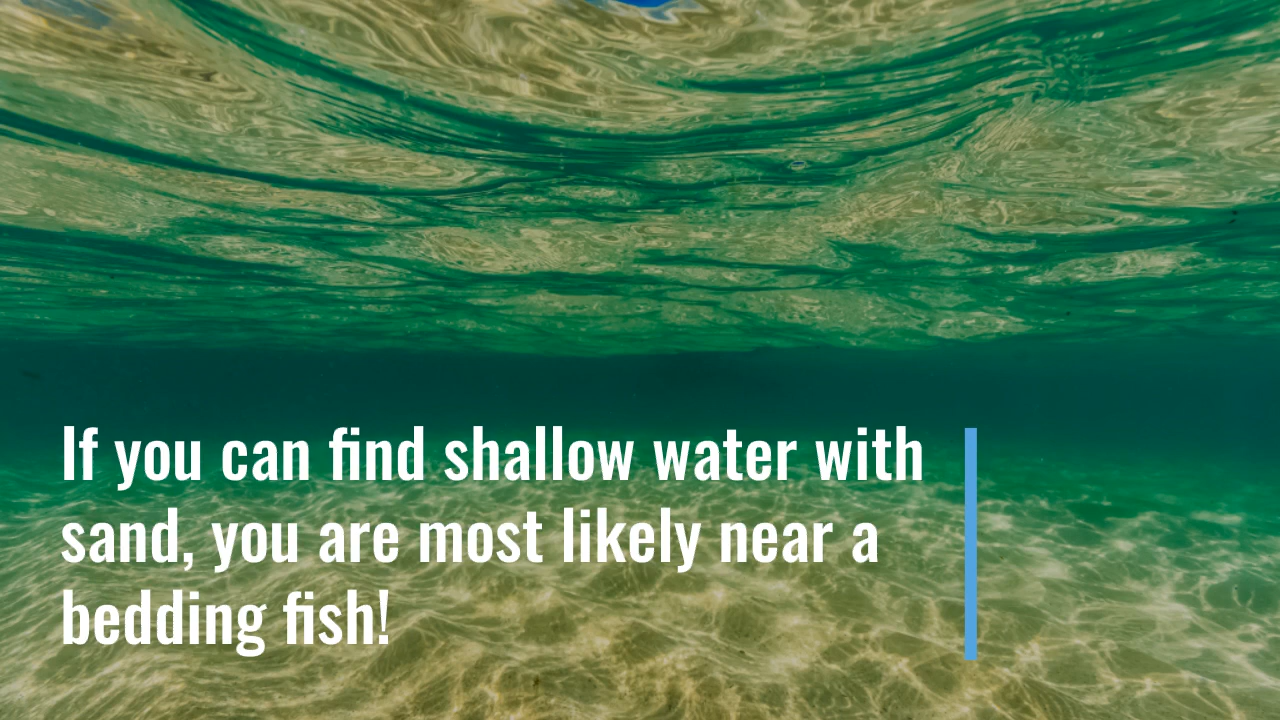 If you can find shallow water with
sand, you are most likely near a
bedding fish!